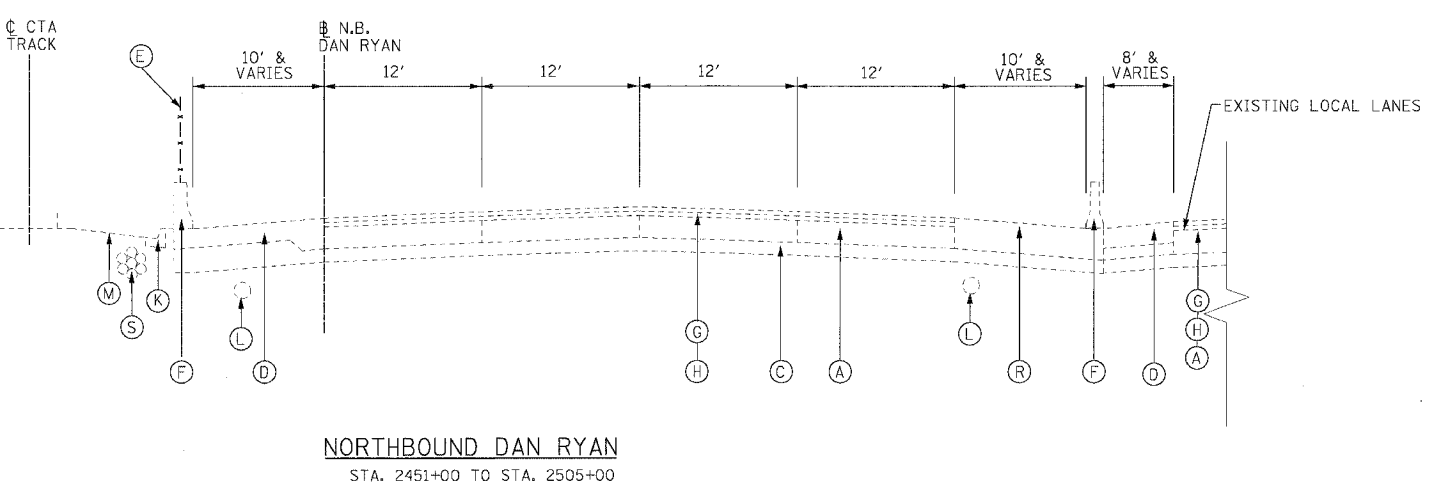 ℄ CTA
TRACK
E
10' &
VARIES
B N.B.
DAN RYAN
12'
12'
12'
12'
10' &
VARIES
8' &
VARIES
EXISTING LOCAL LANES
M
S
K
F
L
D
G
H
C
A
L
R
F
D
G
H
A
NORTHBOUND DAN RYAN
STA. 2451+00 TO STA. 2505+00